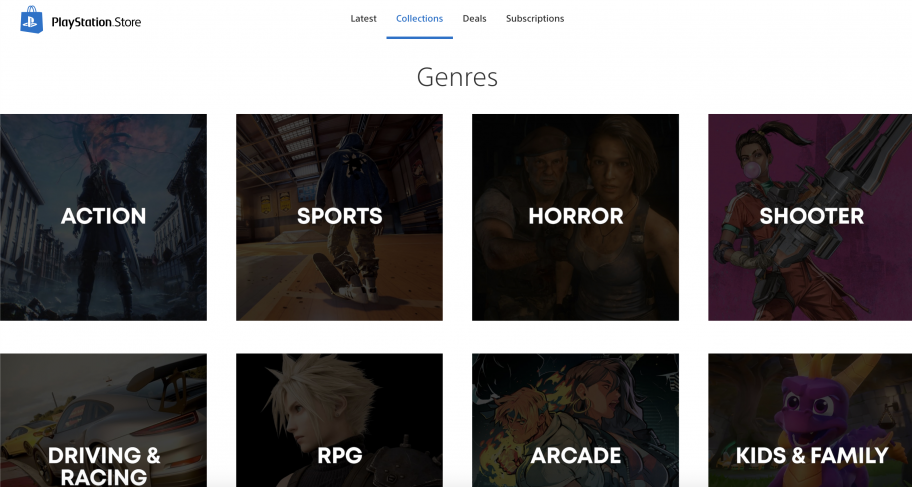 PlayStation.Store
Latest Collections Deals Subscriptions
Genres
ACTION SPORTS HORROR SHOOTER
DRIVING &
RACING
RPG ARCADE KIDS & FAMILY